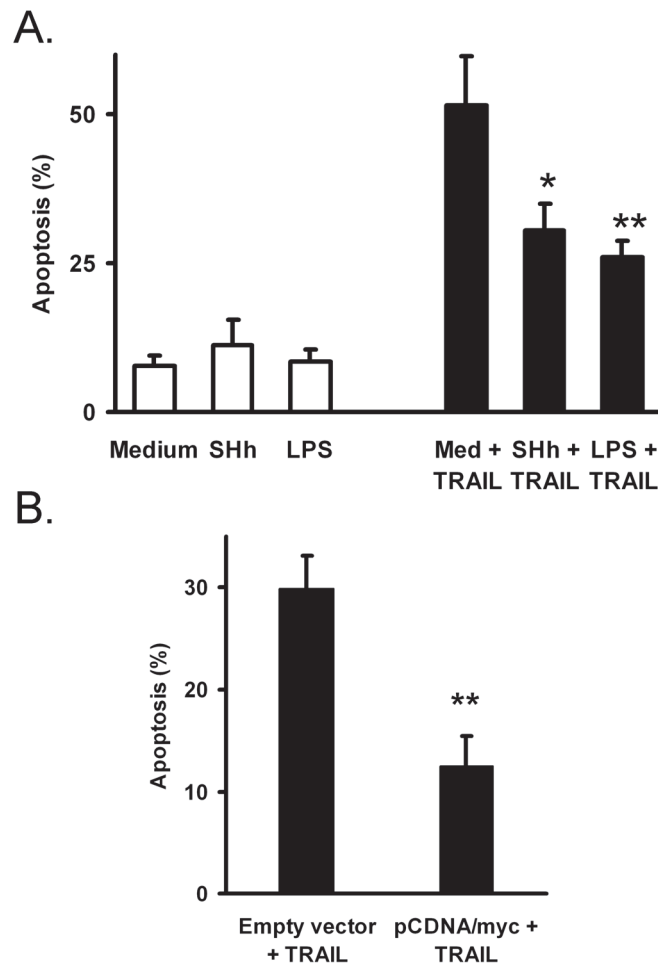 A.
Apoptosis (%)
50
25
0
* 
**
Medium SHh LPS Med + SHh + LPS +
TRAIL TRAIL TRAIL
B.
Apoptosis (%)
30
20
10
0
**
Empty vector pCDNA/myc +
+ TRAIL TRAIL